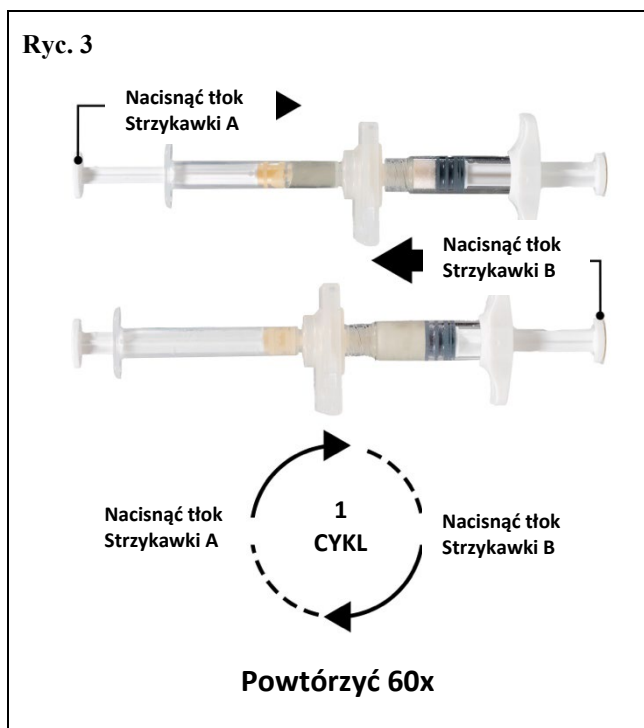 Ryc. 3
Nacisnąć tłok
Strzykawki A
Nacisnąć tłok
Strzykawki B
Nacisnąć tłok
Strzykawki A
1
CYKL
Nacisnąć tłok
Strzykawki B
Powtórzyć 60x